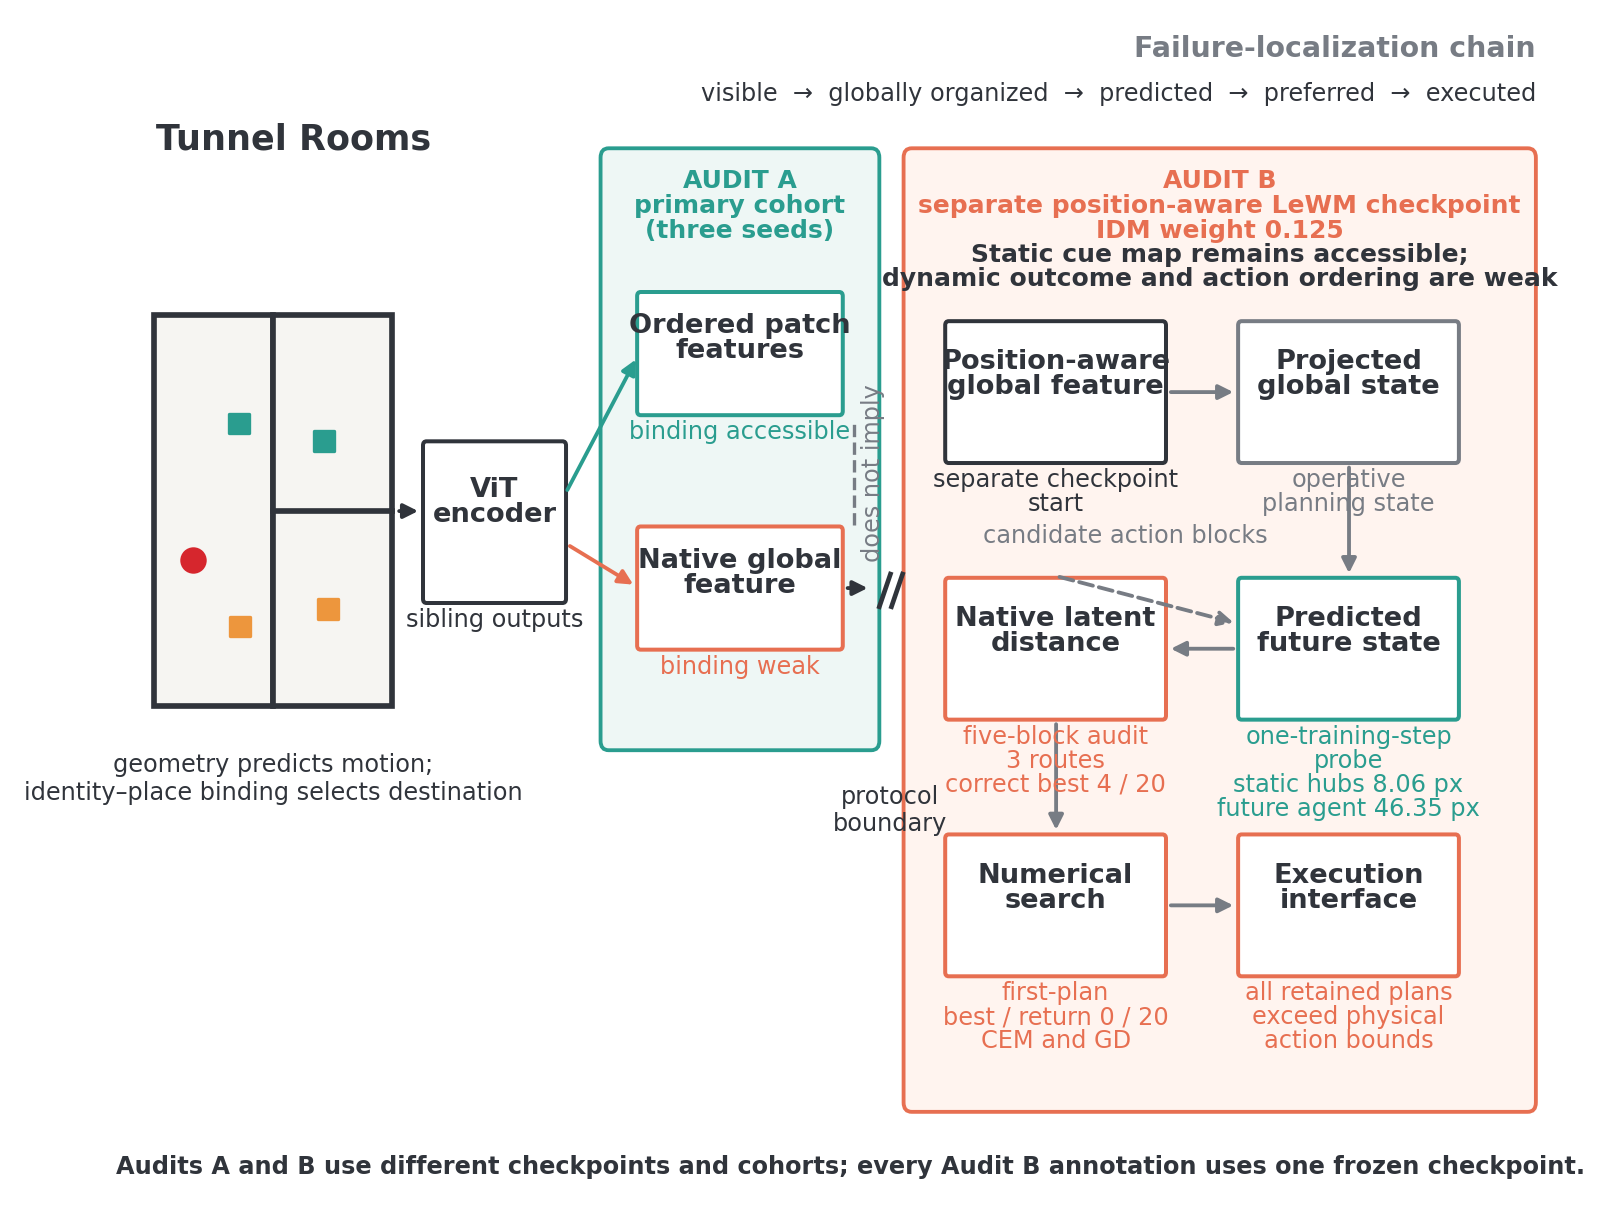 Failure-localization chain
visible → globally organized → predicted → preferred → executed
Tunnel Rooms
geometry predicts motion;
identity–place binding selects destination
ViT
encoder
sibling outputs
AUDIT A
primary cohort
(three seeds)
Ordered patch
features
binding accessible
does not imply
Native global
feature
binding weak
protocol
boundary
AUDIT B
separate position-aware LeWM checkpoint
IDM weight 0.125
Static cue map remains accessible;
dynamic outcome and action ordering are weak
Position-aware
global feature
separate checkpoint
start
Projected
global state
operative
planning state
candidate action blocks
Native latent
distance
five-block audit
3 routes
correct best 4 / 20
Predicted
future state
one-training-step
probe
static hubs 8.06 px
future agent 46.35 px
Numerical
search
first-plan
best / return 0 / 20
CEM and GD
Execution
interface
all retained plans
exceed physical
action bounds
Audits A and B use different checkpoints and cohorts; every Audit B annotation uses one frozen checkpoint.